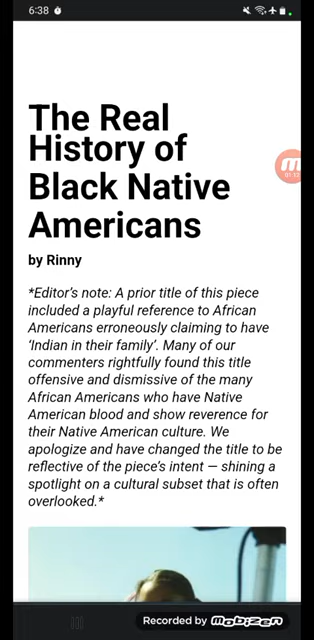 6:38
The Real
History of
Black Native
Americans
by Rinny
*Editor's note: A prior title of this piece
included a playful reference to African
Americans erroneously claiming to have
'Indian in their family'. Many of our
commenters rightfully found this title
offensive and dismissive of the many
African Americans who have Native
American blood and show reverence for
their Native American culture. We
apologize and have changed the title to be
reflective of the piece's intent — shining a
spotlight on a cultural subset that is often
overlooked.*
Recorded by mobizen